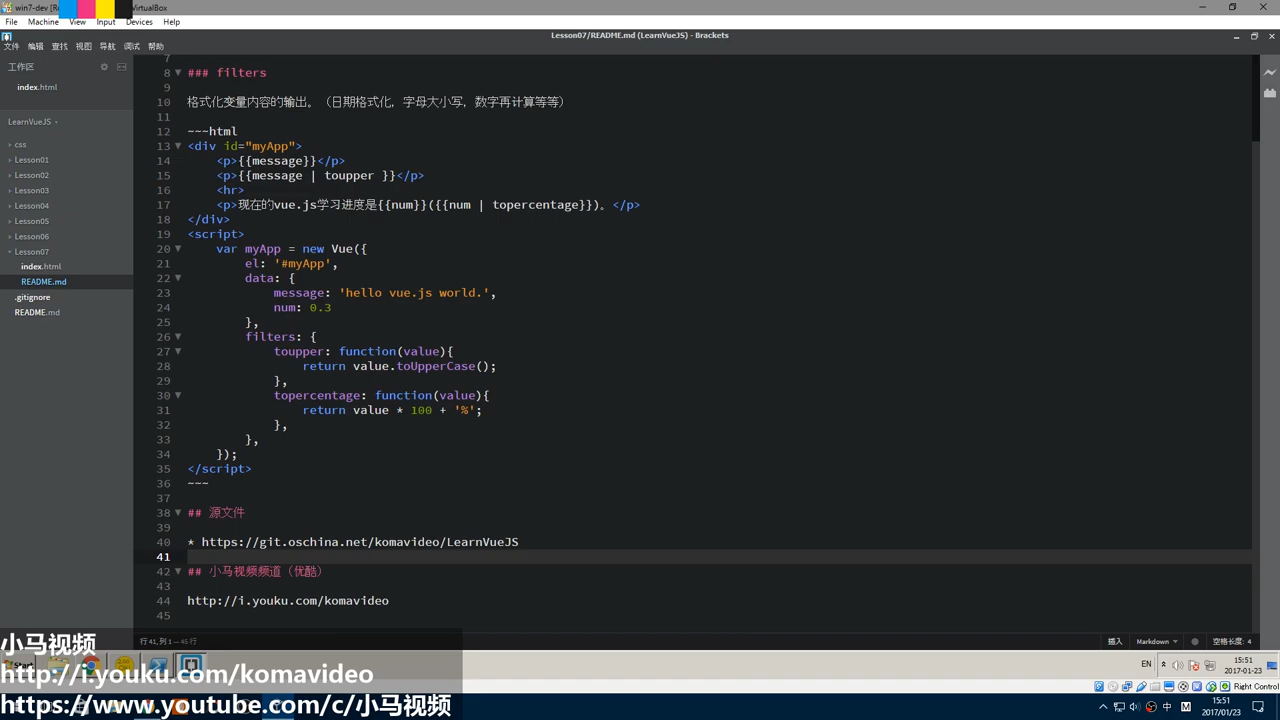 win7-dev [R
VirtualBox
File Machine View Input Devices Help
Lesson07/README.md (LearnVueJS) - Brackets
文件 编辑 查找 视图 导航 调试 帮助
工作区
index.html
LearnVueJS
css
Lesson01
Lesson02
Lesson03
Lesson04
Lesson05
Lesson06
Lesson07
index.html
README.md
.gitignore
README.md
7
8 ### filters
9
10 格式化变量内容的输出。（日期格式化，字母大小写，数字再计算等等）
11
12 ~~~html
13 <div id="myApp">
14     <p>{{message}}</p>
15     <p>{{message | toupper }}</p>
16     <hr>
17     <p>现在的vue.js学习进度是{{num}}({{num | topercentage}})。</p>
18 </div>
19 <script>
20     var myApp = new Vue({
21         el: '#myApp',
22         data: {
23             message: 'hello vue.js world.',
24             num: 0.3
25         },
26         filters: {
27             toupper: function(value){
28                 return value.toUpperCase();
29             },
30             topercentage: function(value){
31                 return value * 100 + '%';
32             },
33         },
34     });
35 </script>
36 ~~~
37
38 ## 源文件
39
40 * https://git.oschina.net/komavideo/LearnVueJS
41
42 ## 小马视频频道（优酷）
43
44 http://i.youku.com/komavideo
45
行 41, 列 1 — 45 行
插入 Markdown 空格长度: 4
小马视频
http://i.youku.com/komavideo
https://www.youtube.com/c/小马视频
Start
EN 15:51
2017-01-23
Right Control
中 M 15:51
2017/01/23